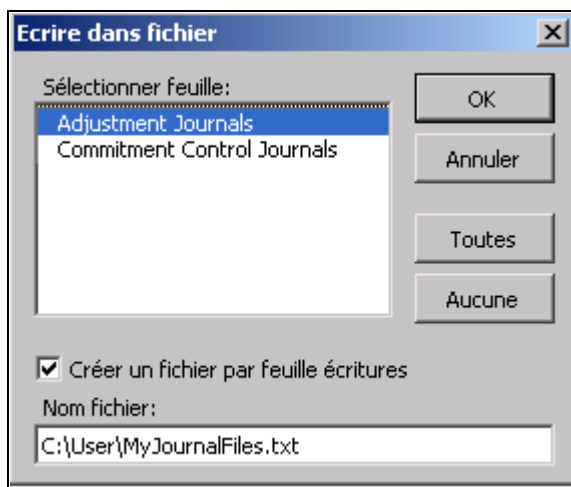 Ecrire dans fichier
Sélectionner feuille:
Adjustment Journals
Commitment Control Journals
OK
Annuler
Toutes
Aucune
Créer un fichier par feuille écritures
Nom fichier:
C:\User\MyJournalFiles.txt